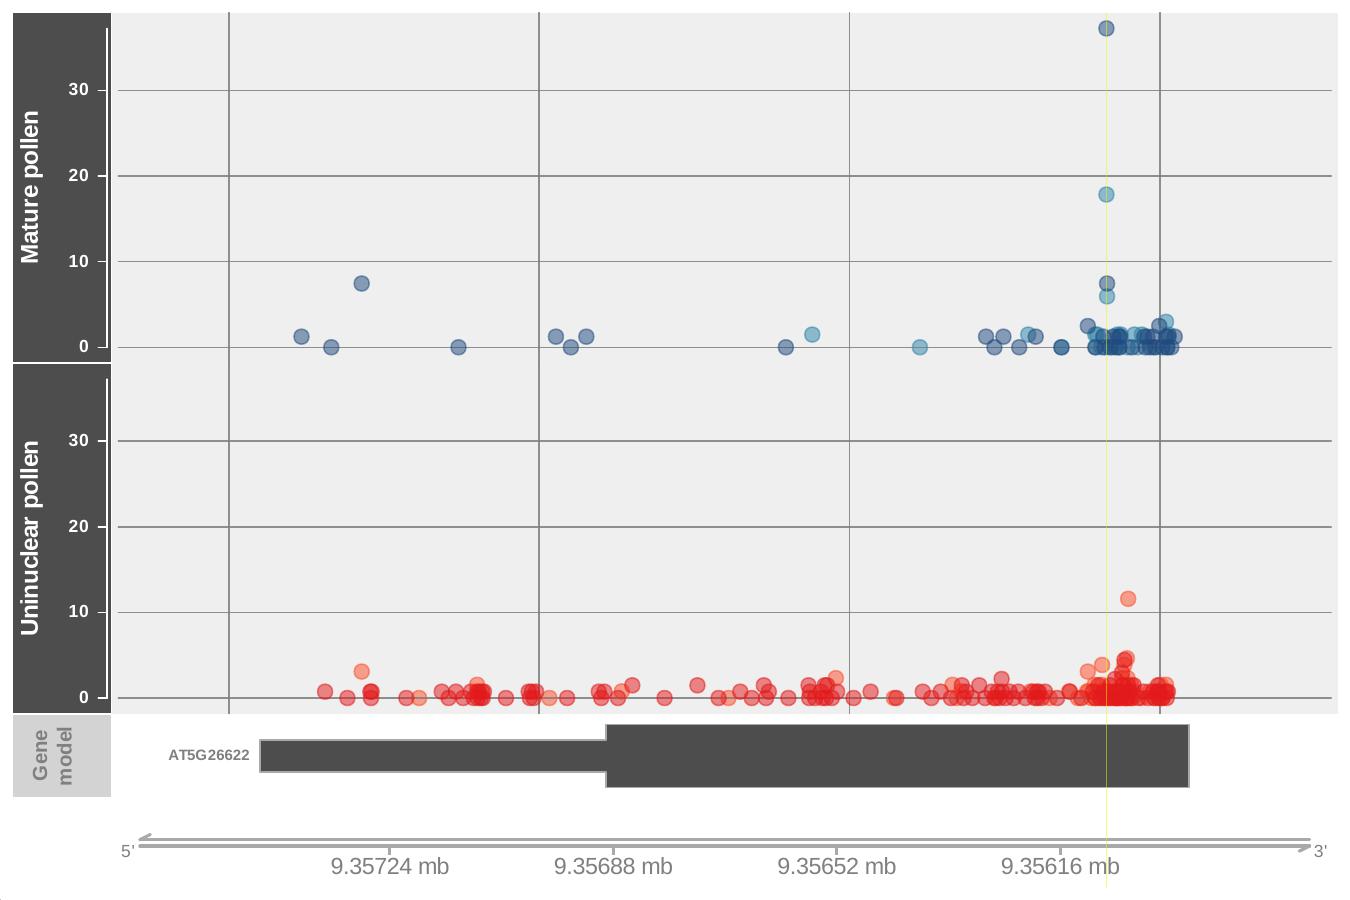 Mature pollen
30
20
10
0
Uninuclear pollen
30
20
10
0
Gene
model
AT5G26622
5'
3'
9.35724 mb
9.35688 mb
9.35652 mb
9.35616 mb